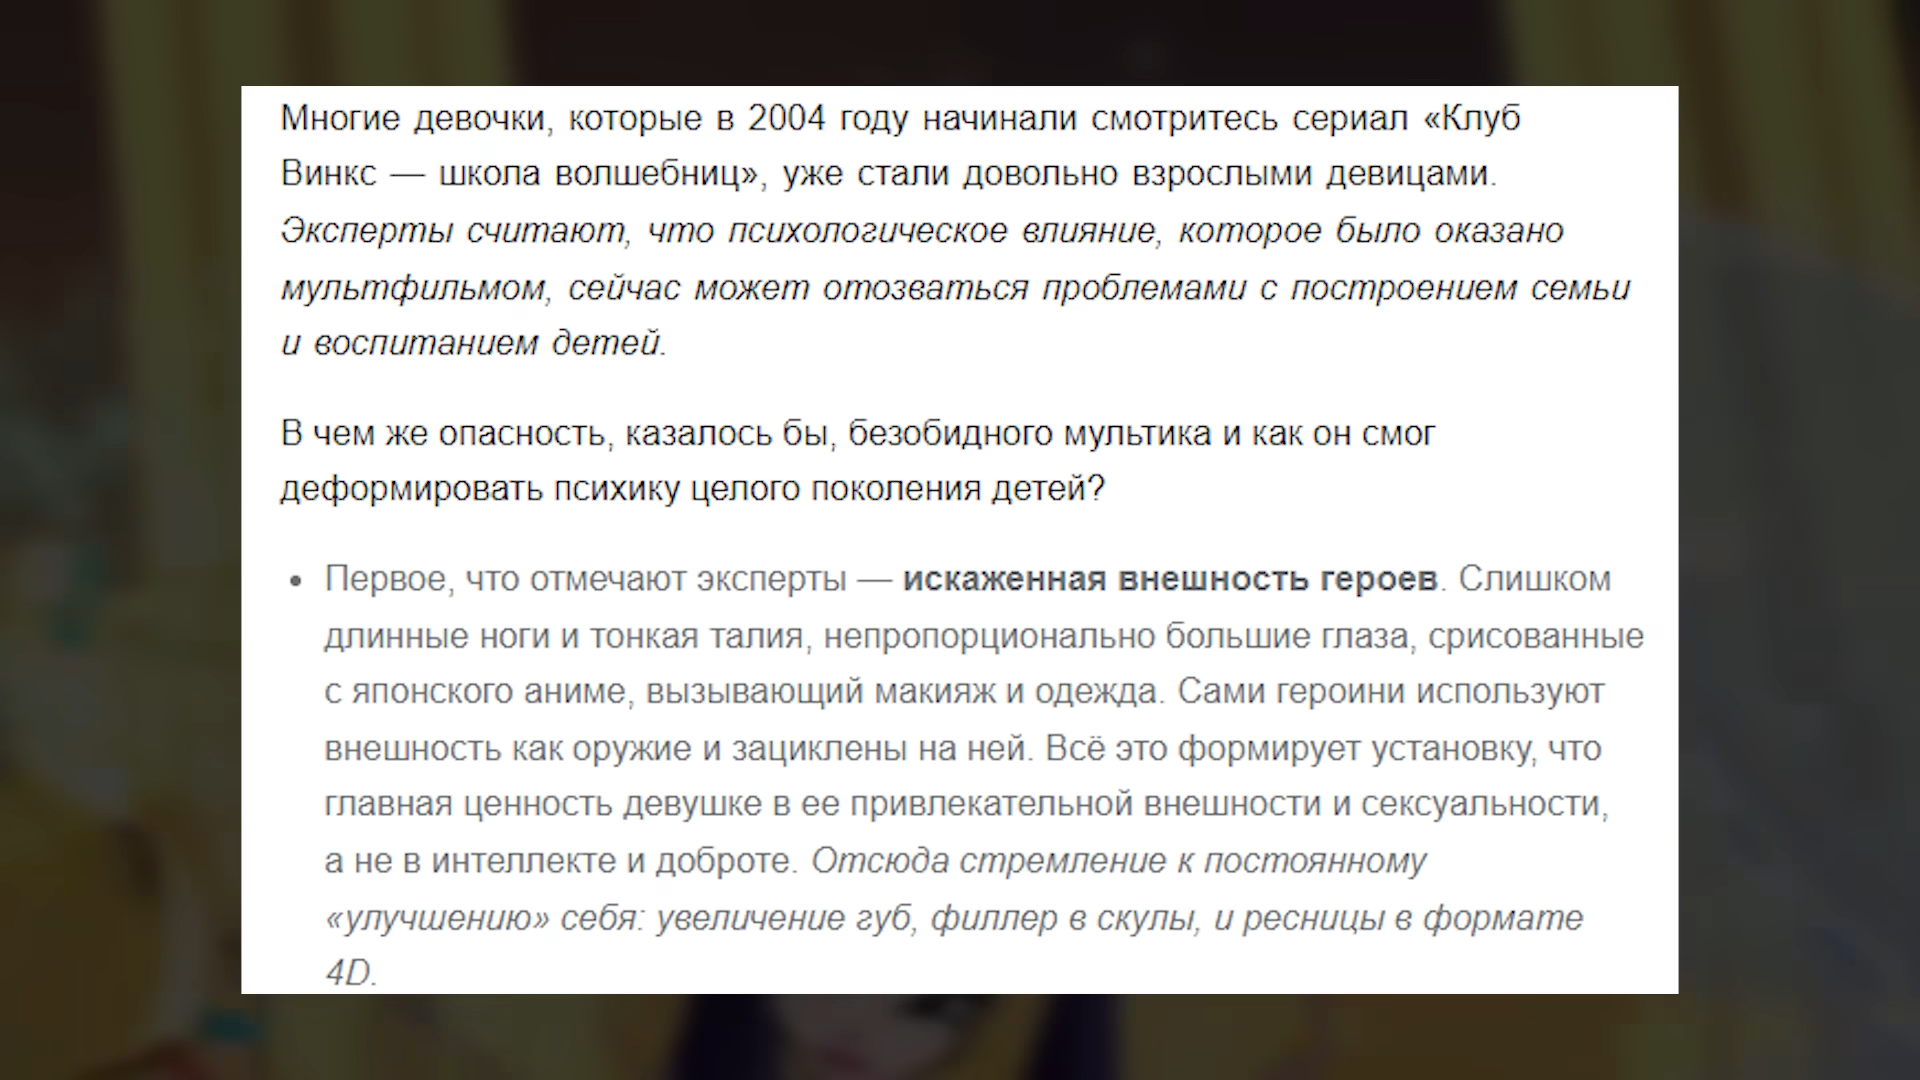 Многие девочки, которые в 2004 году начинали смотритесь сериал «Клуб
Винкс — школа волшебниц», уже стали довольно взрослыми девицами.
Эксперты считают, что психологическое влияние, которое было оказано
мультфильмом, сейчас может отозваться проблемами с построением семьи
и воспитанием детей.
В чем же опасность, казалось бы, безобидного мультика и как он смог
деформировать психику целого поколения детей?
• Первое, что отмечают эксперты — искаженная внешность героев. Слишком
длинные ноги и тонкая талия, непропорционально большие глаза, срисованные
с японского аниме, вызывающий макияж и одежда. Сами героини используют
внешность как оружие и зациклены на ней. Всё это формирует установку, что
главная ценность девушке в ее привлекательной внешности и сексуальности,
а не в интеллекте и доброте. Отсюда стремление к постоянному
«улучшению» себя: увеличение губ, филлер в скулы, и ресницы в формате
4D.